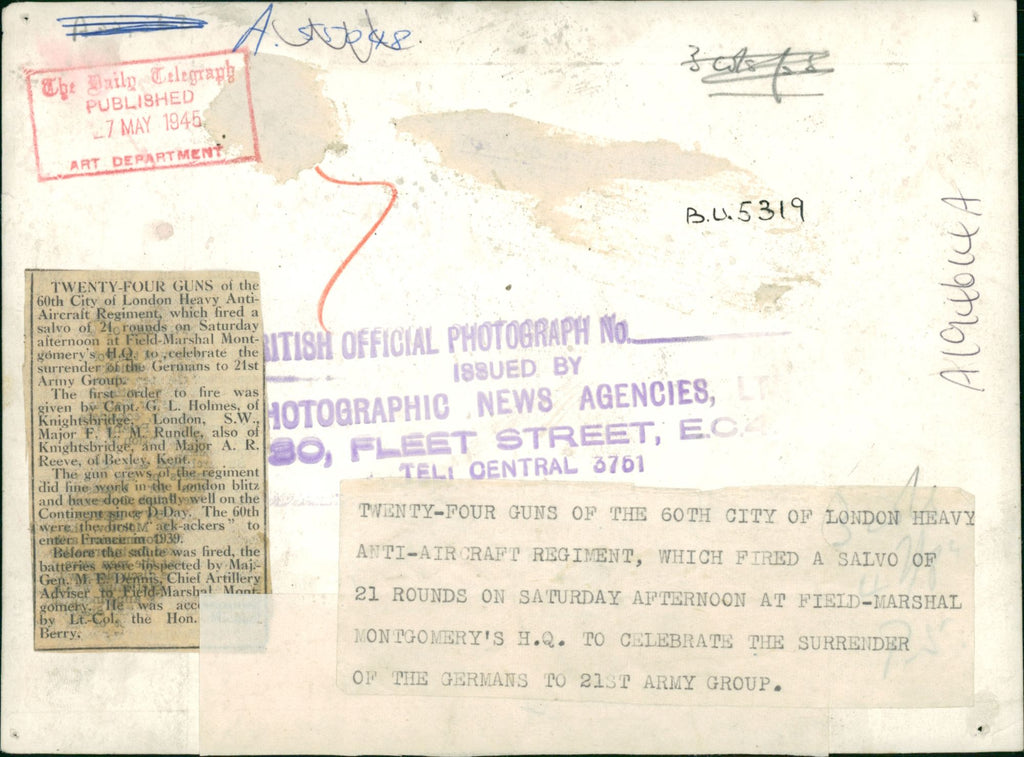 The Daily Telegraph
PUBLISHED
-7 MAY 1945
ART DEPARTMENT
B.U.5319
TWENTY-FOUR GUNS of the
60th City of London Heavy Anti-
Aircraft Regiment, which fired a
salvo of 21 rounds on Saturday
afternoon at Field-Marshal Mont-
gomery's H.Q. to celebrate the
surrender of the Germans to 21st
Army Group.
The first order to fire was
given by Capt. G. L. Holmes, of
Knightsbridge, London, S.W.,
Major F. L. M. Rundle, also of
Knightsbridge, and Major A. R.
Reeve, of Bexley, Kent.
The gun crews of the regiment
did fine work in the London blitz
and have done equally well on the
Continent since D-Day. The 60th
were the first "ack-ackers" to
enter France in 1939.
Before the salute was fired, the
batteries were inspected by Maj.-
Gen. M. E. Dennis, Chief Artillery
Adviser to Field-Marshal Mont-
gomery. He was acc
by Lt.-Col. the Hon.
Berry.
RITISH OFFICIAL PHOTOGRAPH No.
ISSUED BY
HOTOGRAPHIC NEWS AGENCIES, LT
30, FLEET STREET, E.C.4
TEL: CENTRAL 3751
TWENTY-FOUR GUNS OF THE 60TH CITY OF LONDON HEAVY
ANTI-AIRCRAFT REGIMENT, WHICH FIRED A SALVO OF
21 ROUNDS ON SATURDAY AFTERNOON AT FIELD-MARSHAL
MONTGOMERY'S H.Q. TO CELEBRATE THE SURRENDER
OF THE GERMANS TO 21ST ARMY GROUP.